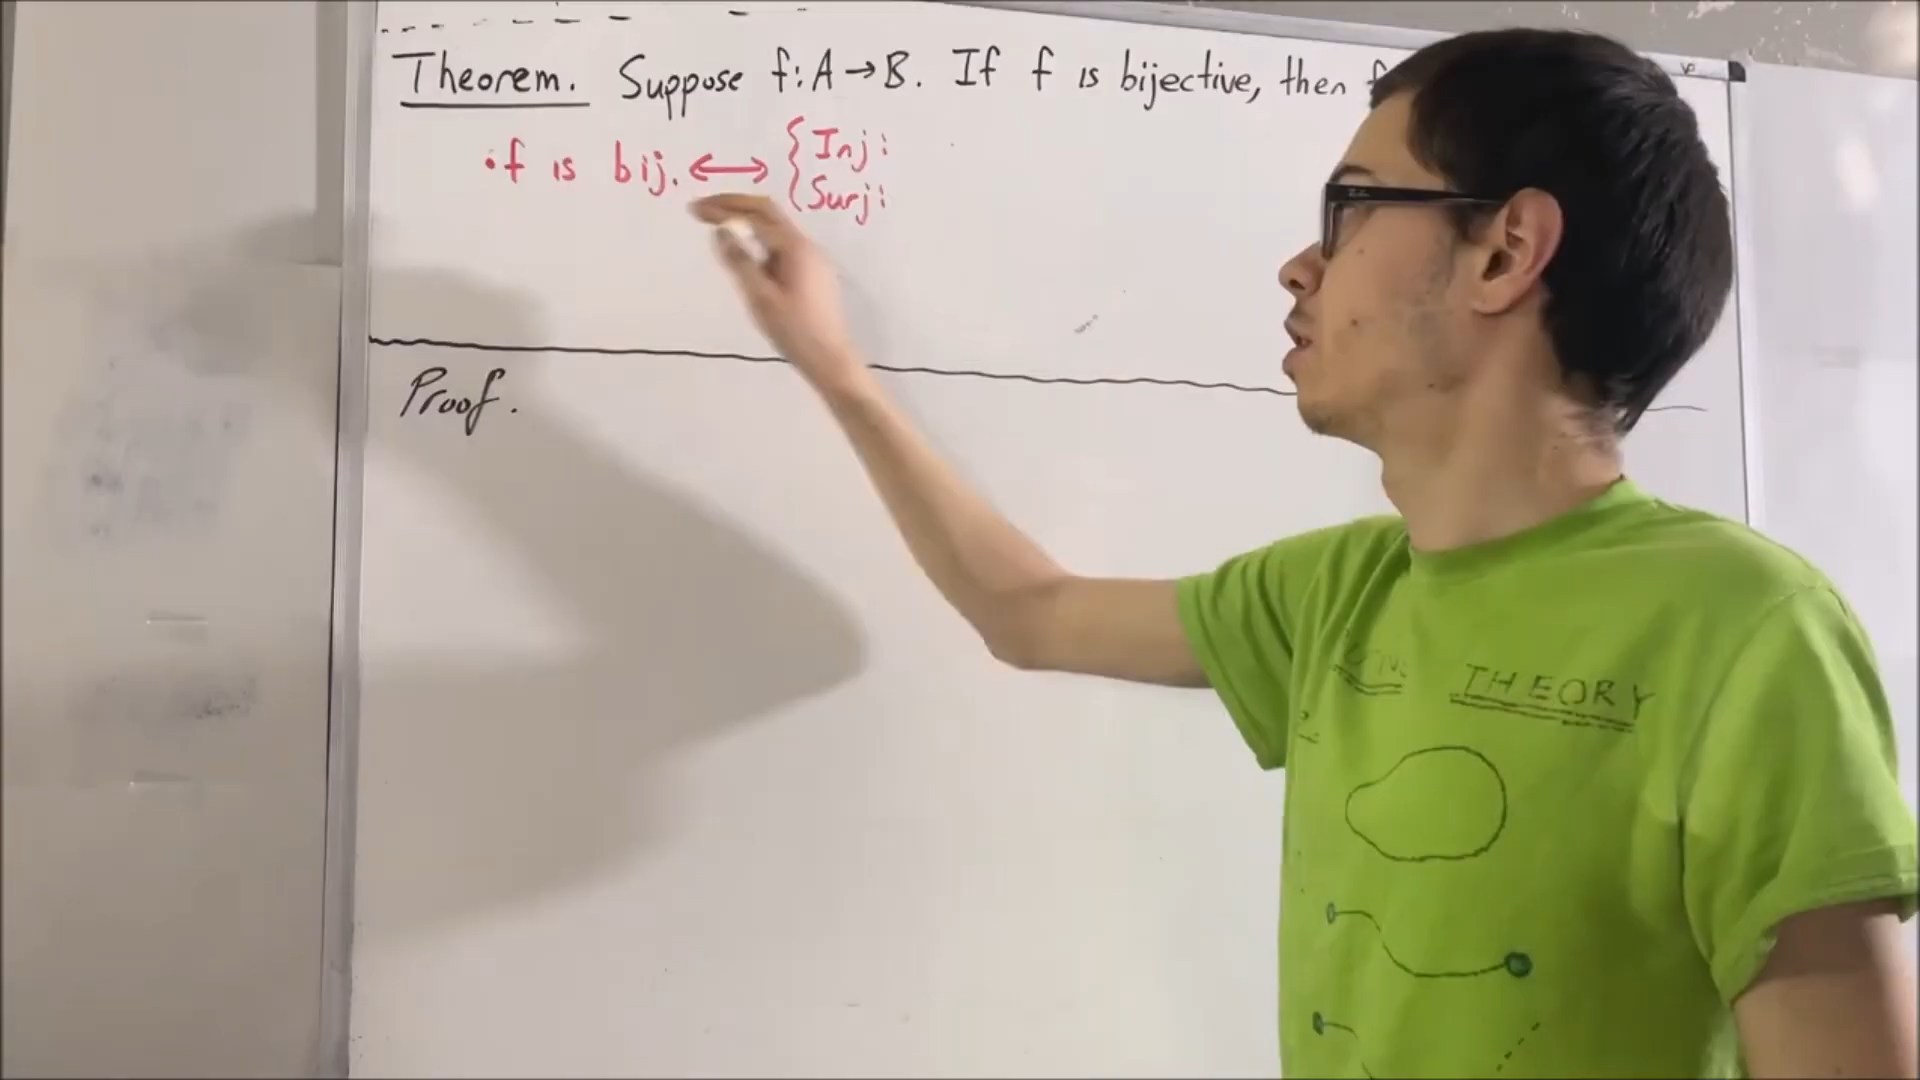 Theorem. Suppose f: A → B. If f is bijective, then f
• f is bij. ⟷ { Inj:
Surj:
Proof.
THEORY